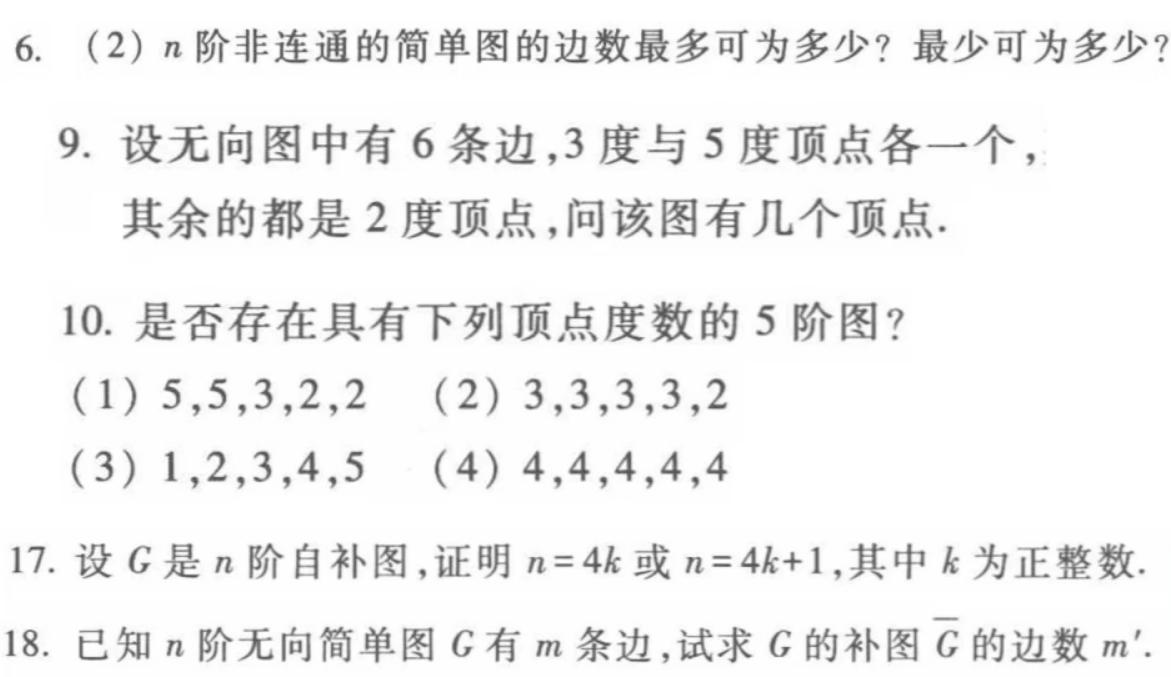 6. （2）n 阶非连通的简单图的边数最多可为多少？最少可为多少？
9. 设无向图中有 6 条边,3 度与 5 度顶点各一个,
其余的都是 2 度顶点,问该图有几个顶点.
10. 是否存在具有下列顶点度数的 5 阶图?
（1）5,5,3,2,2 （2）3,3,3,3,2
（3）1,2,3,4,5 （4）4,4,4,4,4
17. 设 G 是 n 阶自补图,证明 n=4k 或 n=4k+1,其中 k 为正整数.
18. 已知 n 阶无向简单图 G 有 m 条边,试求 G 的补图 G̅ 的边数 m′.